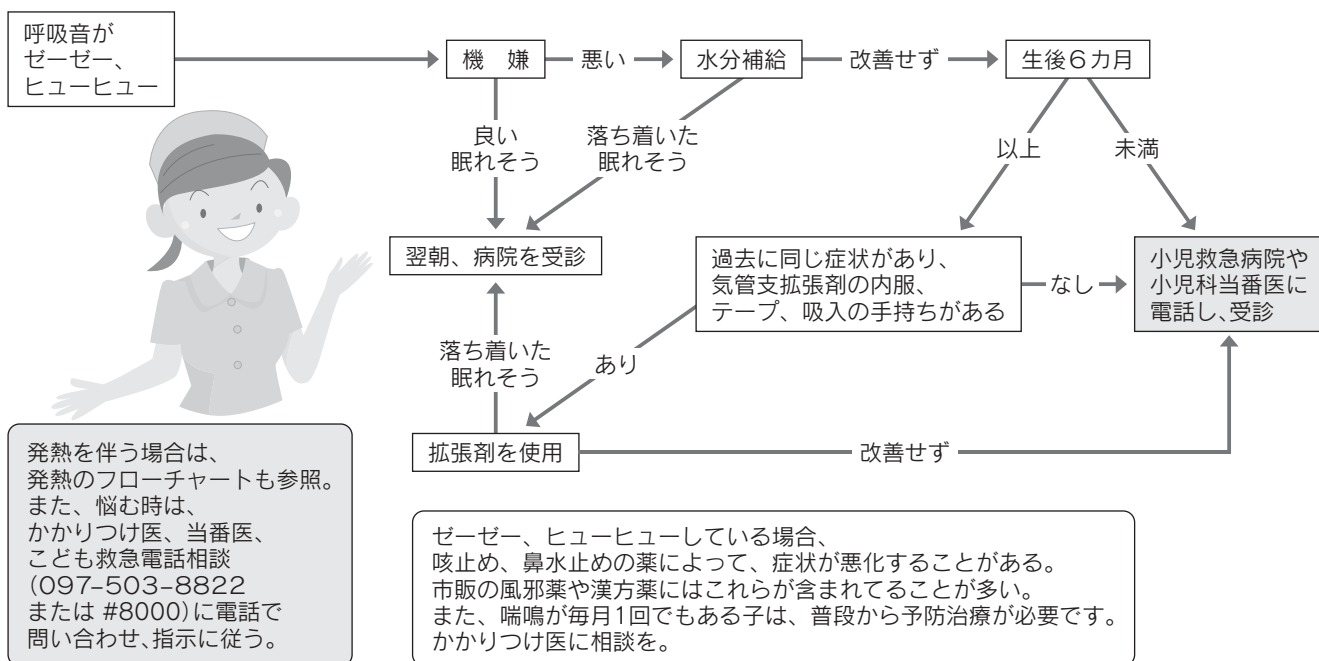 呼吸音が
ゼーゼー、
ヒューヒュー
機　嫌
悪い
水分補給
改善せず
生後6カ月
良い
眠れそう
落ち着いた
眠れそう
以上
未満
翌朝、病院を受診
過去に同じ症状があり、
気管支拡張剤の内服、
テープ、吸入の手持ちがある
なし
小児救急病院や
小児科当番医に
電話し、受診
落ち着いた
眠れそう
あり
拡張剤を使用
改善せず
発熱を伴う場合は、
発熱のフローチャートも参照。
また、悩む時は、
かかりつけ医、当番医、
こども救急電話相談
(097–503–8822
または #8000)に電話で
問い合わせ、指示に従う。
ゼーゼー、ヒューヒューしている場合、
咳止め、鼻水止めの薬によって、症状が悪化することがある。
市販の風邪薬や漢方薬にはこれらが含まれてることが多い。
また、喘鳴が毎月1回でもある子は、普段から予防治療が必要です。
かかりつけ医に相談を。